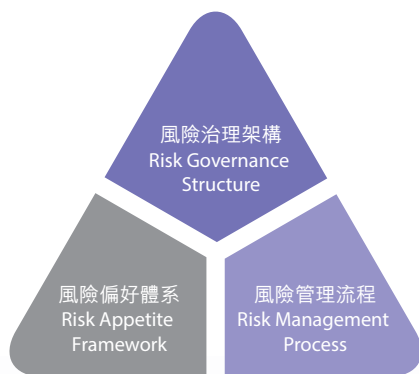 風險治理架構
Risk Governance
Structure
風險偏好體系
Risk Appetite
Framework
風險管理流程
Risk Management
Process